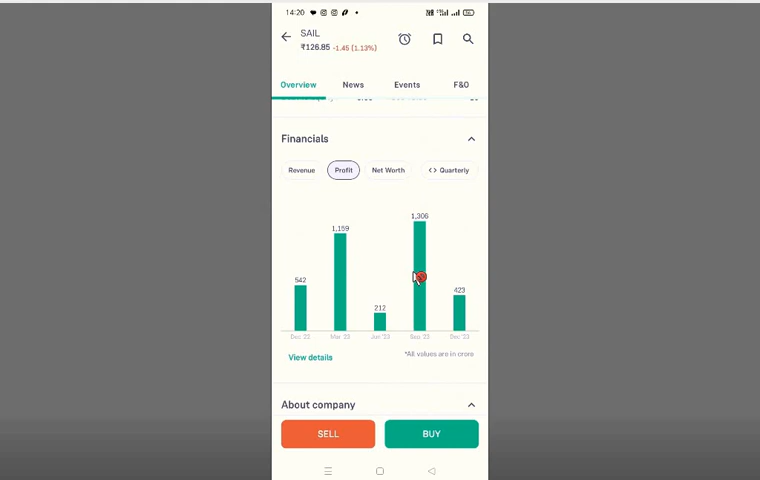 14:20
SAIL
₹126.85 -1.45 (1.13%)
Overview News Events F&O
Financials
Revenue Profit Net Worth <> Quarterly
1,306
1,159
542
423
212
Dec '22 Mar '23 Jun '23 Sep '23 Dec '23
View details *All values are in crore
About company
SELL BUY